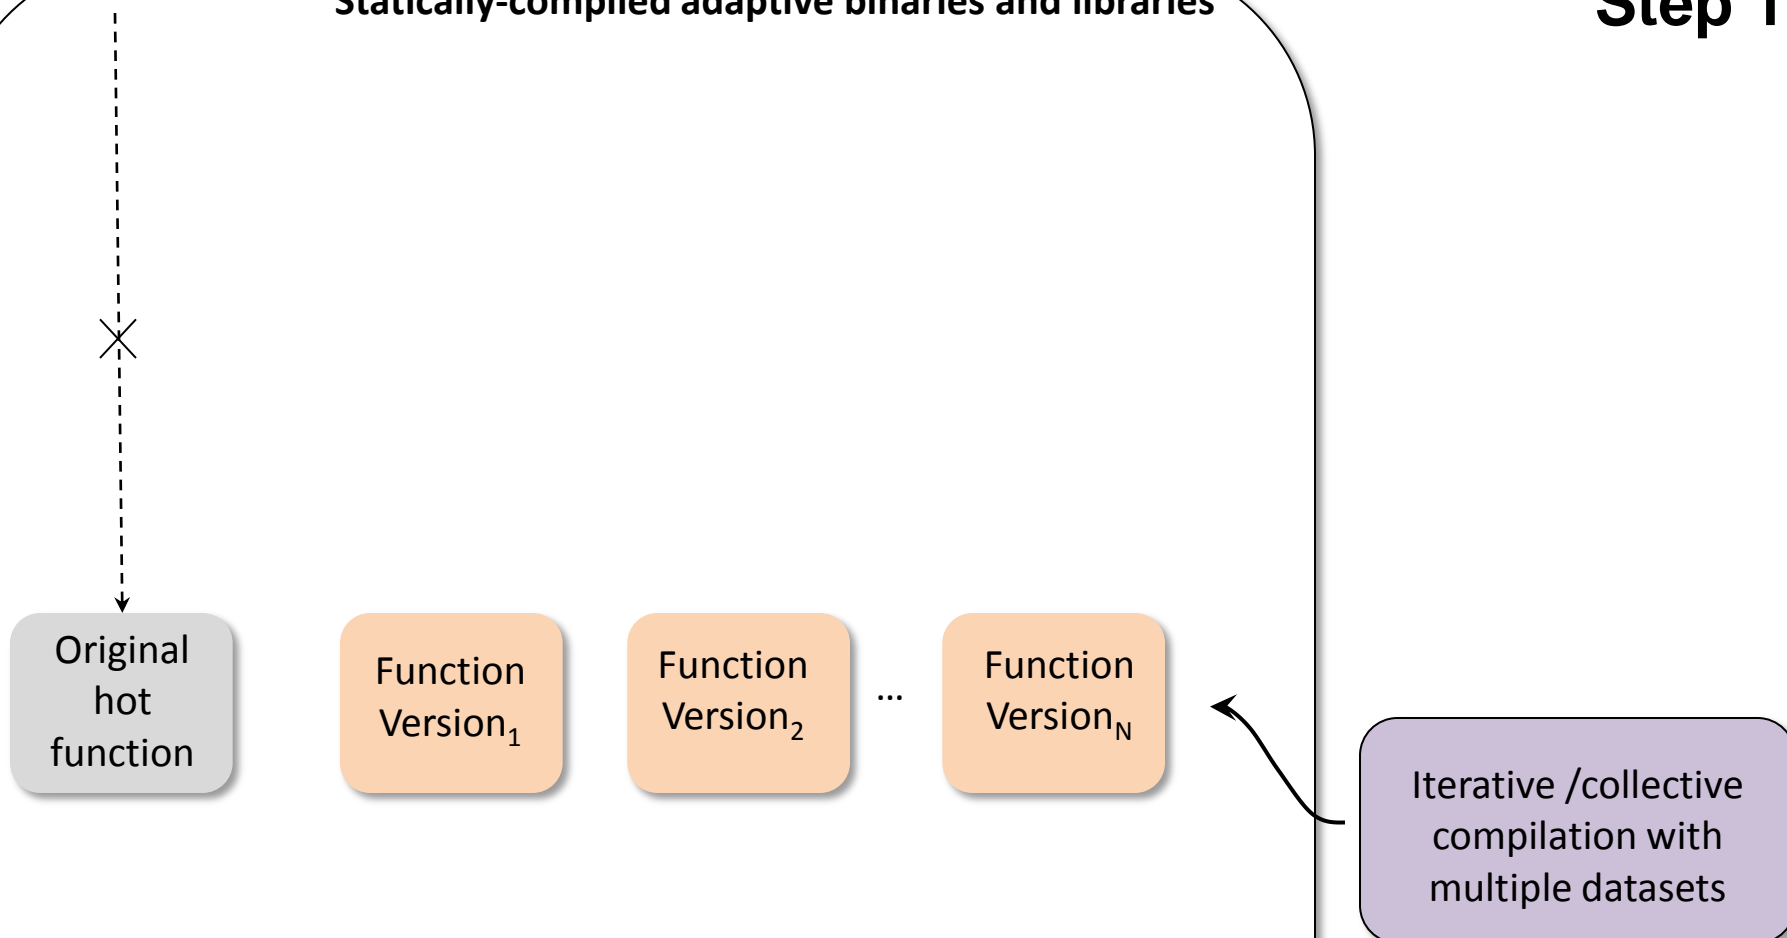 Statically-compiled adaptive binaries and libraries
Step 1
Original
hot
function
Function
Version₁
Function
Version₂
...
Function
Version_N
Iterative /collective
compilation with
multiple datasets